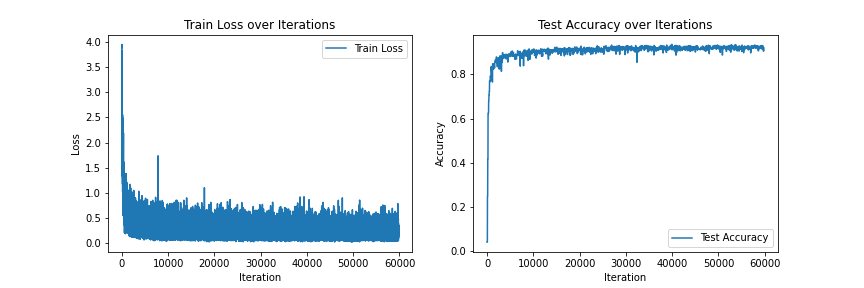 Train Loss over Iterations
4.0
3.5
3.0
2.5
2.0
1.5
1.0
0.5
0.0
Loss
Train Loss
0 10000 20000 30000 40000 50000 60000
Iteration
Test Accuracy over Iterations
0.8
0.6
0.4
0.2
0.0
Accuracy
Test Accuracy
0 10000 20000 30000 40000 50000 60000
Iteration